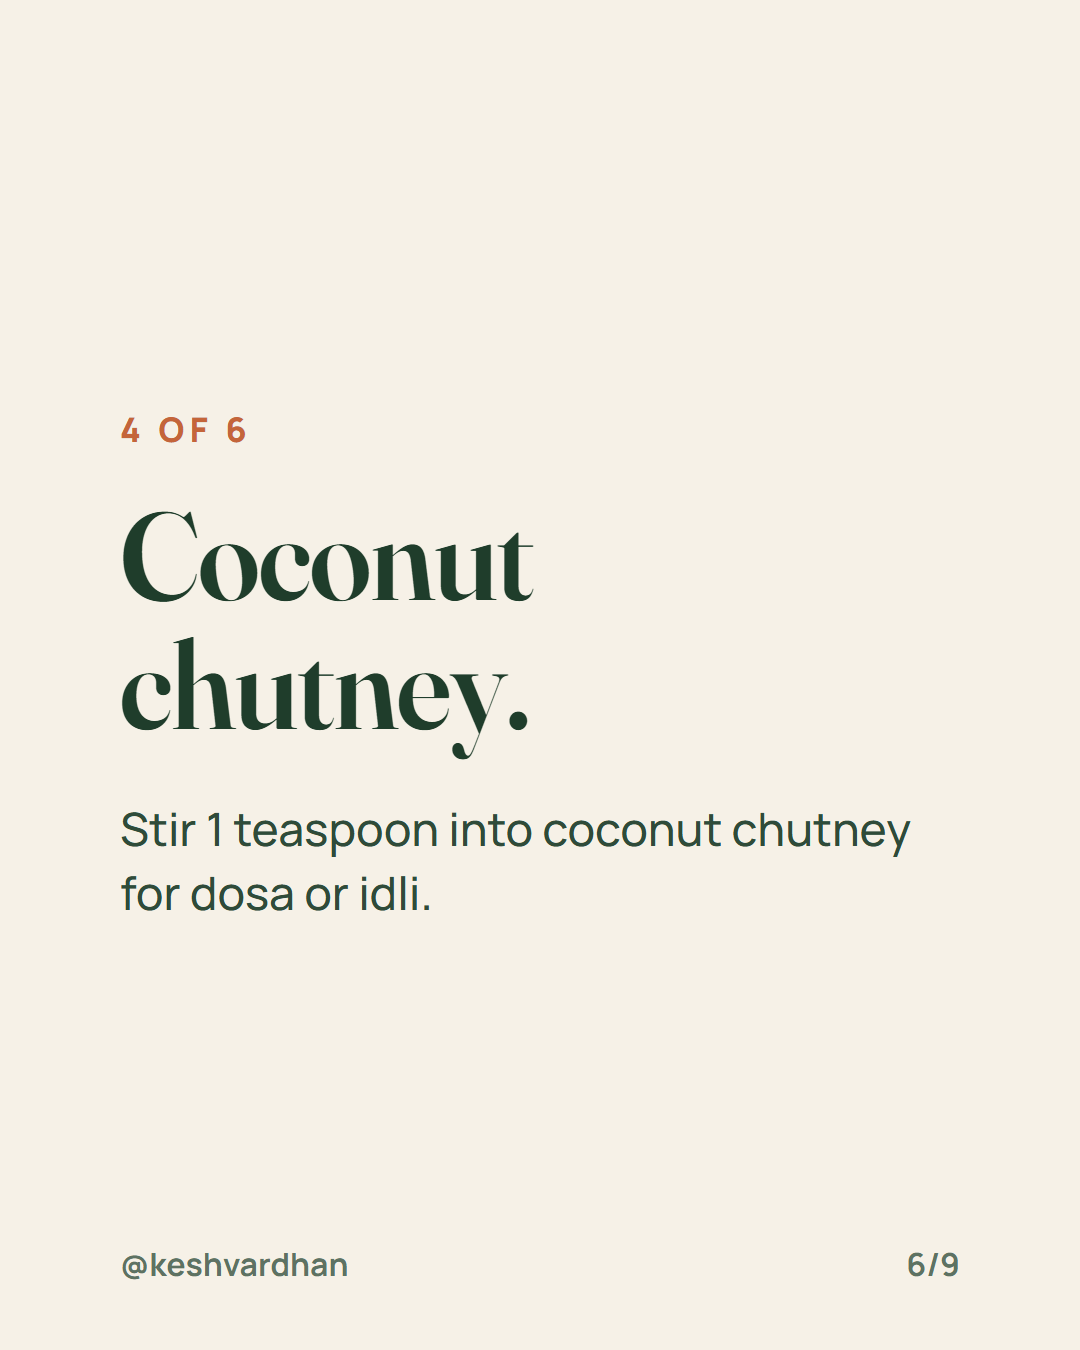 4 OF 6
Coconut
chutney.
Stir 1 teaspoon into coconut chutney
for dosa or idli.
@keshvardhan
6/9